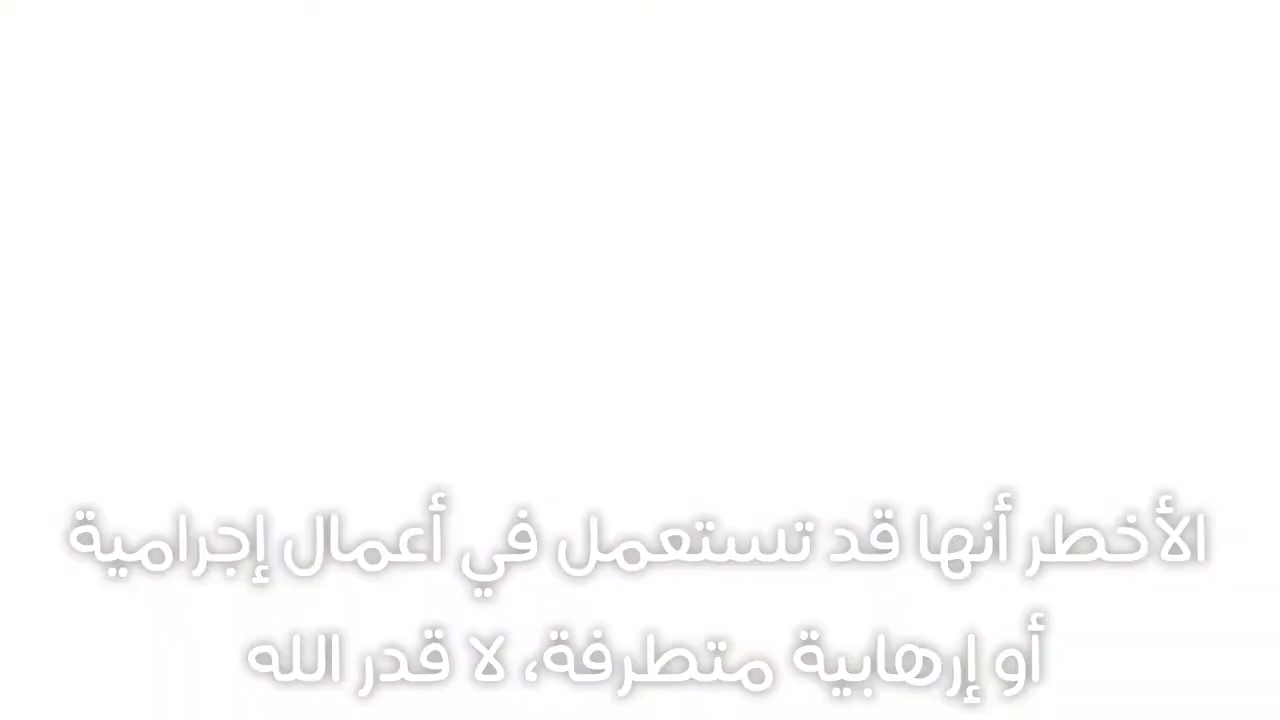 الأخطر أنها قد تستعمل في أعمال إجرامية
أو إرهابية متطرفة، لا قدر الله